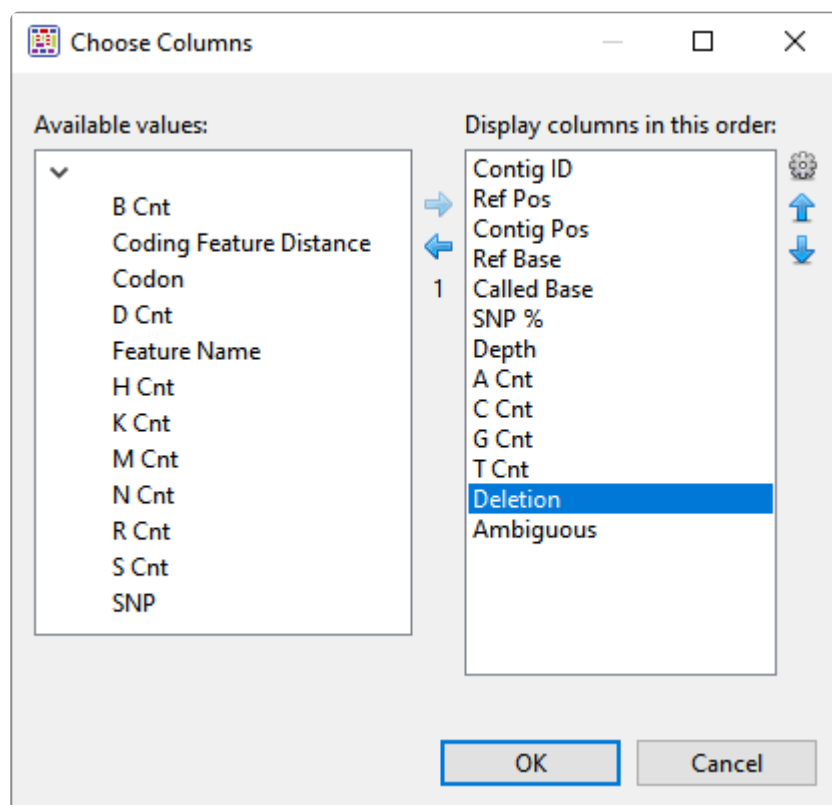 Choose Columns
Available values:
B Cnt
Coding Feature Distance
Codon
D Cnt
Feature Name
H Cnt
K Cnt
M Cnt
N Cnt
R Cnt
S Cnt
SNP
1
Display columns in this order:
Contig ID
Ref Pos
Contig Pos
Ref Base
Called Base
SNP %
Depth
A Cnt
C Cnt
G Cnt
T Cnt
Deletion
Ambiguous
OK
Cancel